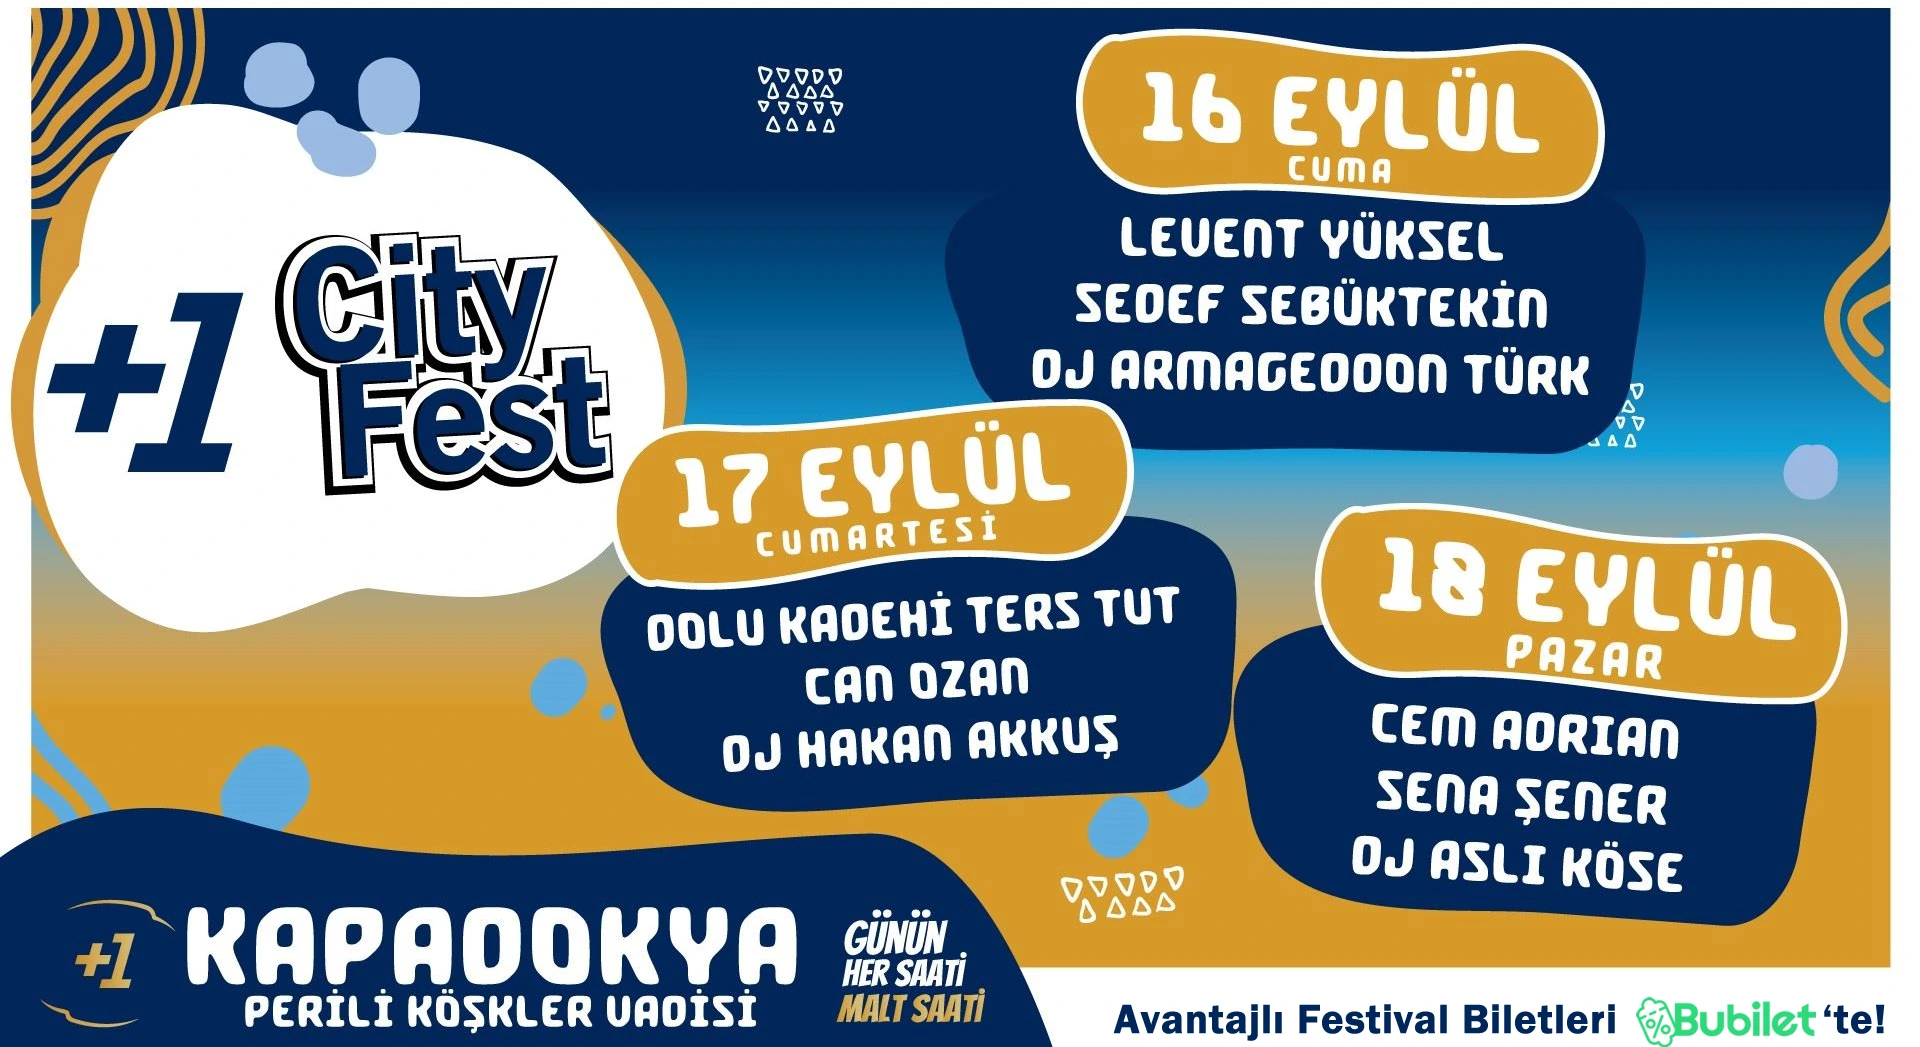 +1 City
Fest
16 EYLÜL
CUMA
LEVENT YÜKSEL
SEDEF SEBÜKTEKİN
DJ ARMAGEDDON TÜRK
17 EYLÜL
CUMARTESİ
DOLU KADEHİ TERS TUT
CAN OZAN
DJ HAKAN AKKUŞ
18 EYLÜL
PAZAR
CEM ADRIAN
SENA ŞENER
DJ ASLI KÖSE
+1
KAPADOKYA
PERİLİ KÖŞKLER VADİSİ
GÜNÜN
HER SAATİ
MALT SAATİ
Avantajlı Festival Biletleri Bubilet ‘te!